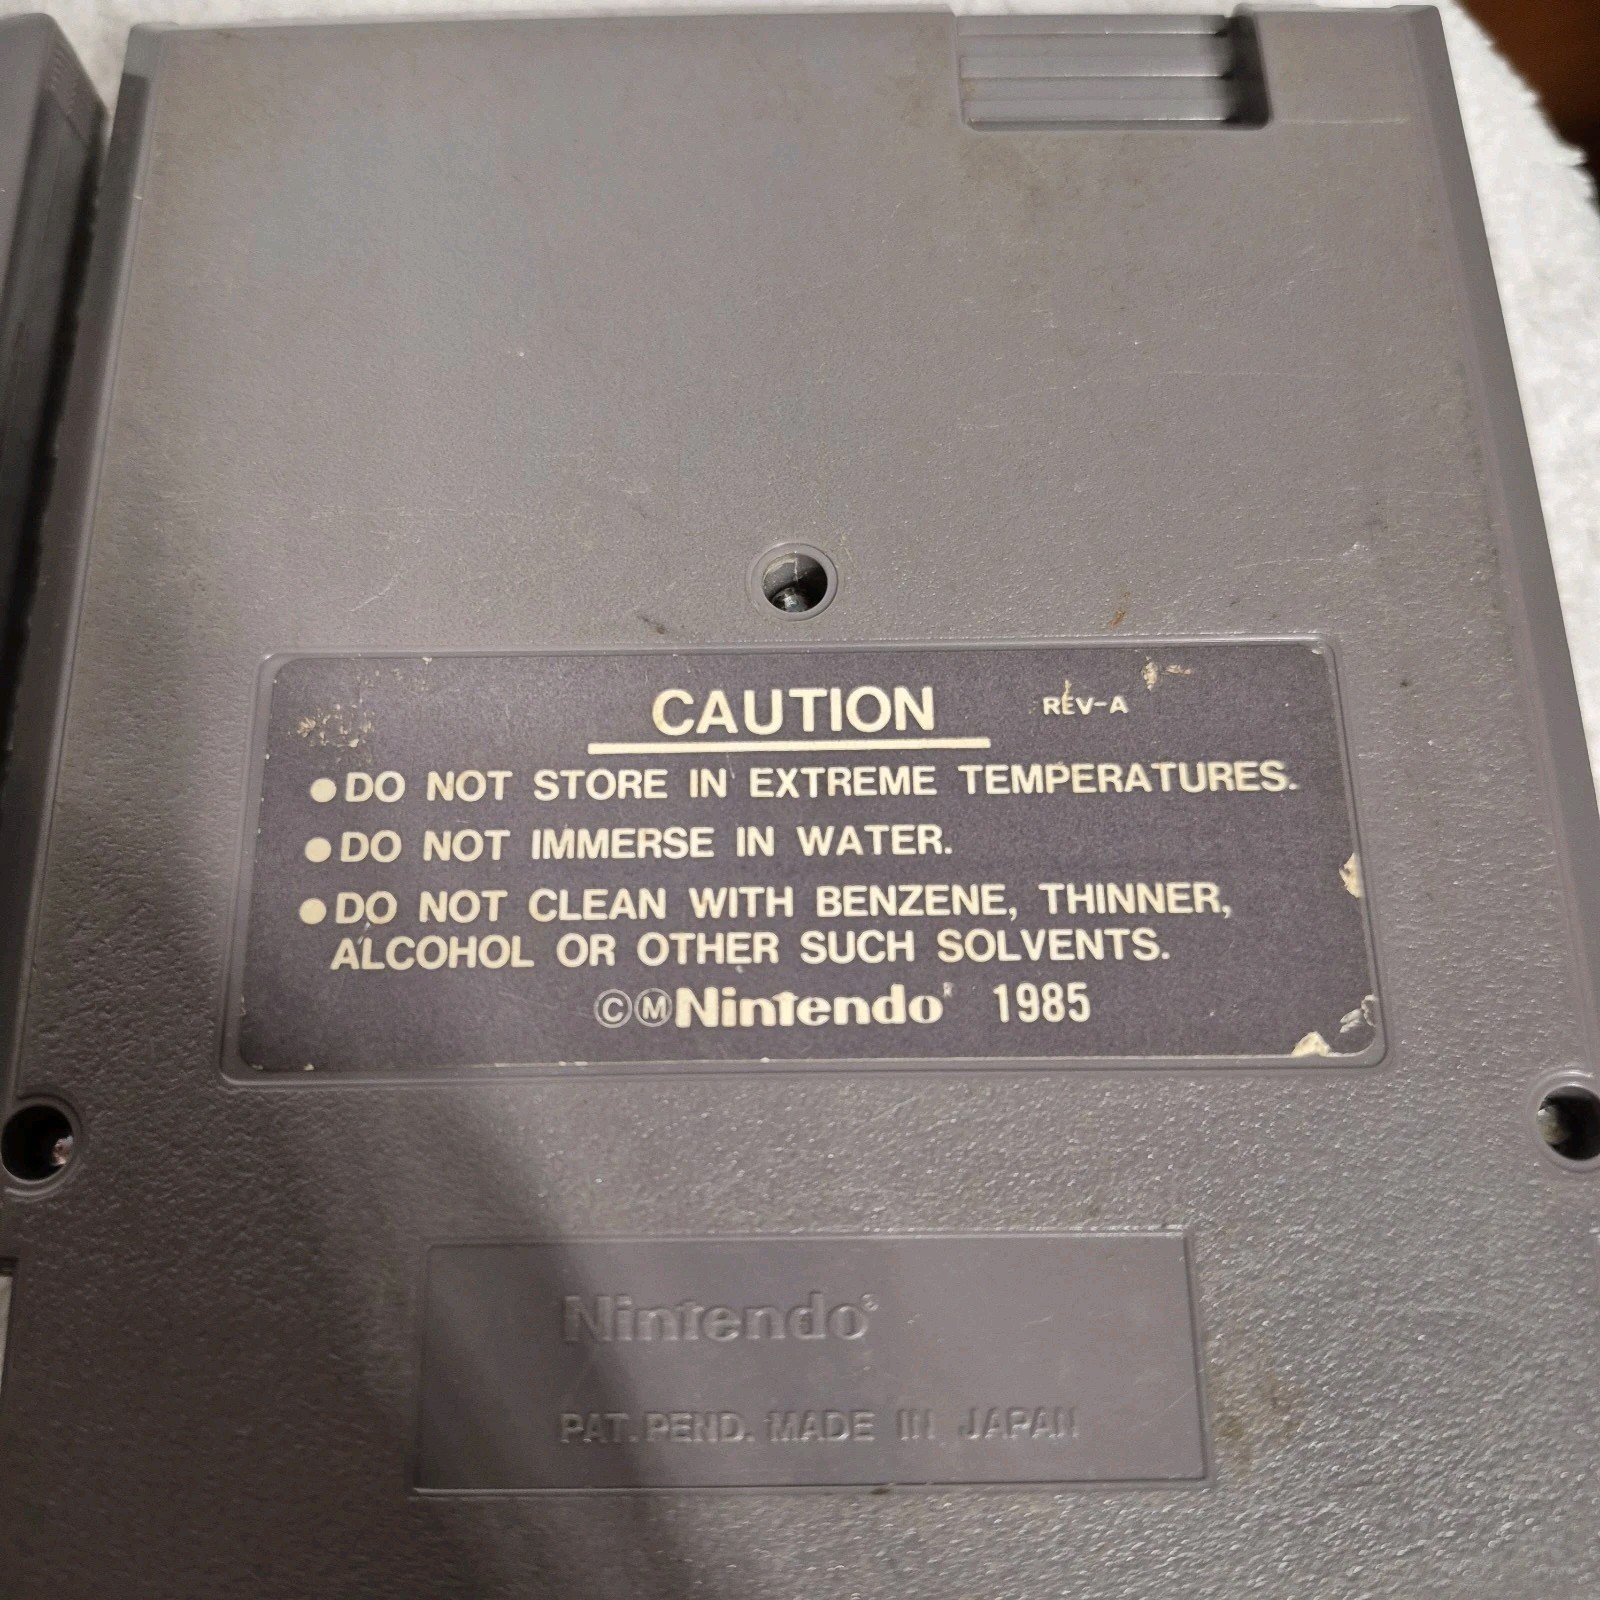 CAUTION REV-A
●DO NOT STORE IN EXTREME TEMPERATURES.
●DO NOT IMMERSE IN WATER.
●DO NOT CLEAN WITH BENZENE, THINNER,
ALCOHOL OR OTHER SUCH SOLVENTS.
ⓒⓂNintendo® 1985
Nintendo®
PAT. PEND. MADE IN JAPAN